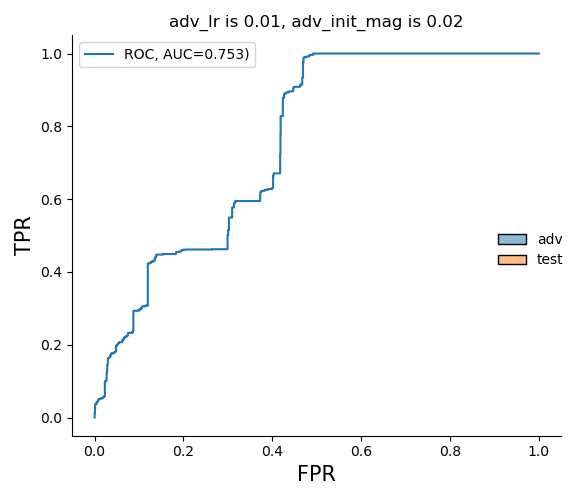 adv_lr is 0.01, adv_init_mag is 0.02
ROC, AUC=0.753)
1.0
0.8
0.6
0.4
0.2
0.0
TPR
adv
test
0.0 0.2 0.4 0.6 0.8 1.0
FPR